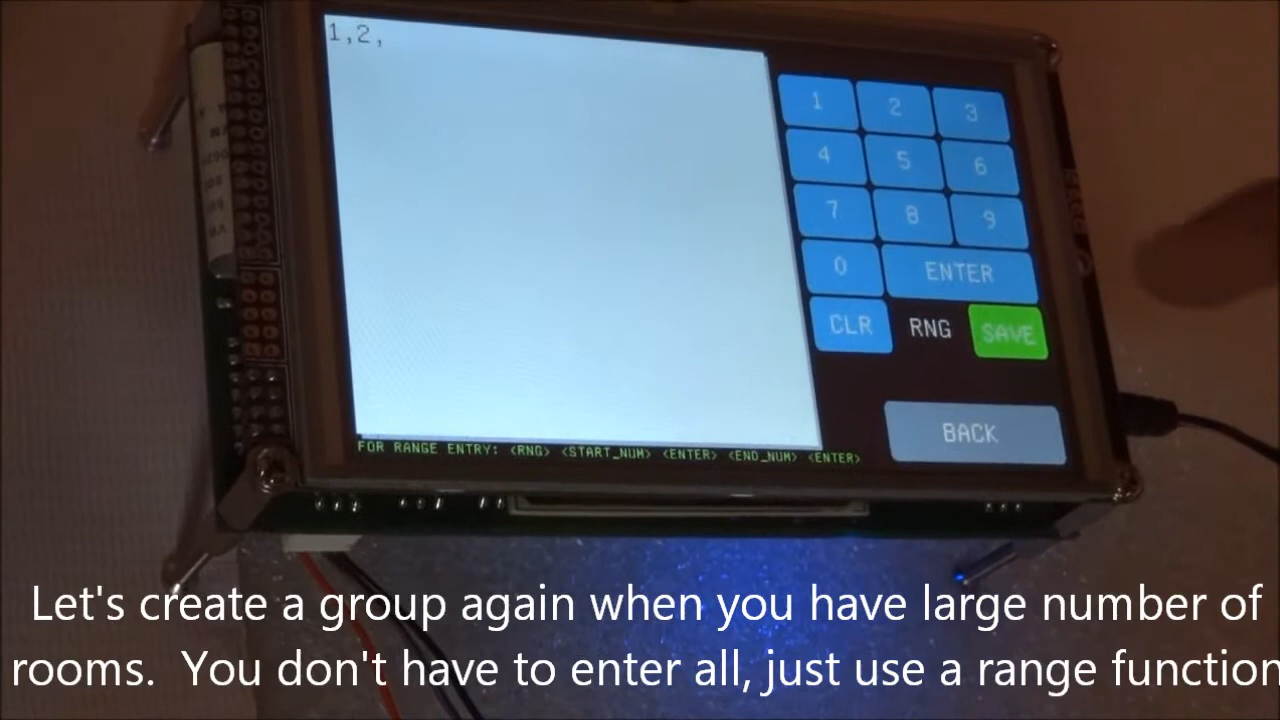 1,2,
1 2 3
4 5 6
7 8 9
0 ENTER
CLR RNG SAVE
BACK
FOR RANGE ENTRY: <RNG> <START_NUM> <ENTER> <END_NUM> <ENTER>
Let's create a group again when you have large number of
rooms. You don't have to enter all, just use a range function